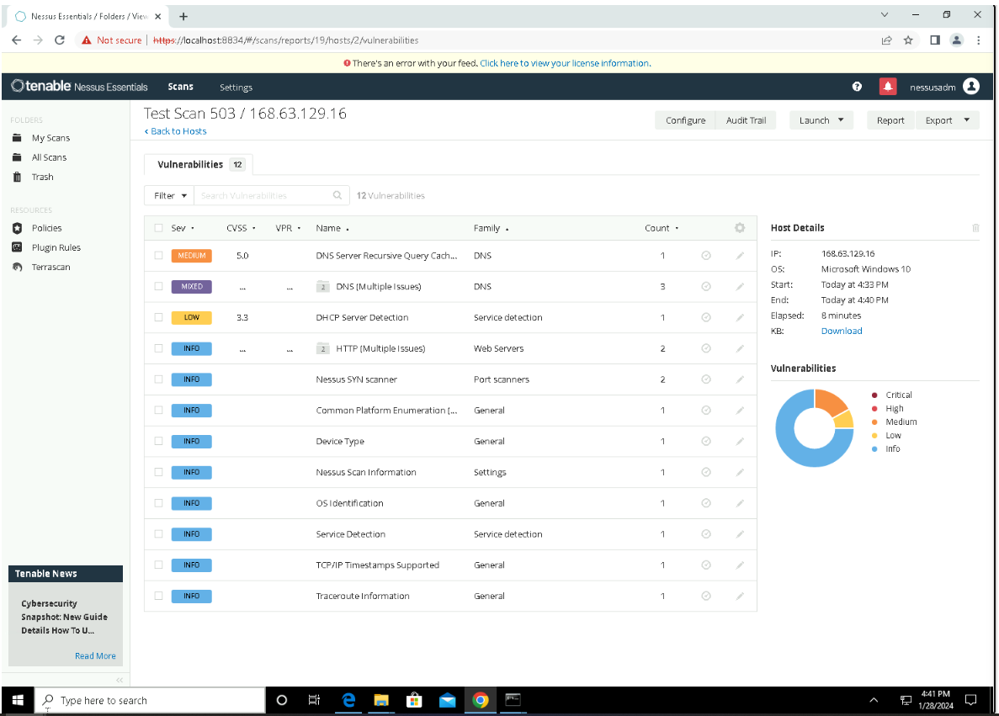 Nessus Essentials / Folders / View
Not secure | https://localhost:8834/#/scans/reports/19/hosts/2/vulnerabilities
There's an error with your feed. Click here to view your license information.
tenable Nessus Essentials Scans Settings nessusadm
FOLDERS
My Scans
All Scans
Trash
RESOURCES
Policies
Plugin Rules
Terrascan
Tenable News
Cybersecurity
Snapshot: New Guide
Details How To U...
Read More
Test Scan 503 / 168.63.129.16
< Back to Hosts
Configure Audit Trail Launch Report Export
Vulnerabilities 12
Filter Search Vulnerabilities 12 Vulnerabilities
Sev CVSS VPR Name Family Count
MEDIUM 5.0 DNS Server Recursive Query Cach... DNS 1
MIXED ... ... 2 DNS (Multiple Issues) DNS 3
LOW 3.3 DHCP Server Detection Service detection 1
INFO ... ... 2 HTTP (Multiple Issues) Web Servers 2
INFO Nessus SYN scanner Port scanners 2
INFO Common Platform Enumeration (... General 1
INFO Device Type General 1
INFO Nessus Scan Information Settings 1
INFO OS Identification General 1
INFO Service Detection Service detection 1
INFO TCP/IP Timestamps Supported General 1
INFO Traceroute Information General 1
Host Details
IP: 168.63.129.16
OS: Microsoft Windows 10
Start: Today at 4:33 PM
End: Today at 4:40 PM
Elapsed: 8 minutes
KB: Download
Vulnerabilities
Critical
High
Medium
Low
Info
Type here to search
4:41 PM
1/28/2024